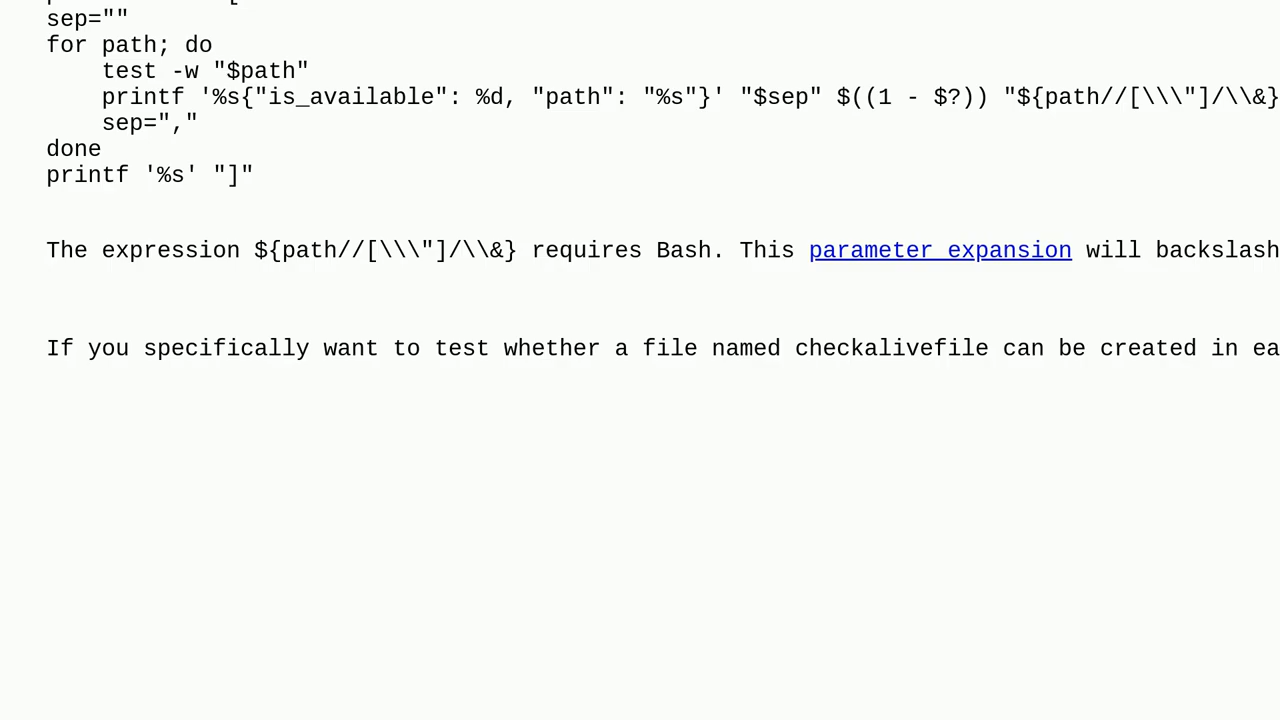 sep=""
for path; do
    test -w "$path"
    printf '%s{"is_available": %d, "path": "%s"}' "$sep" $((1 - $?)) "${path//[\\\"]/\\&}
    sep=","
done
printf '%s' "]"
The expression ${path//[\\\"]/\\&} requires Bash. This parameter expansion will backslash
If you specifically want to test whether a file named checkalivefile can be created in ea